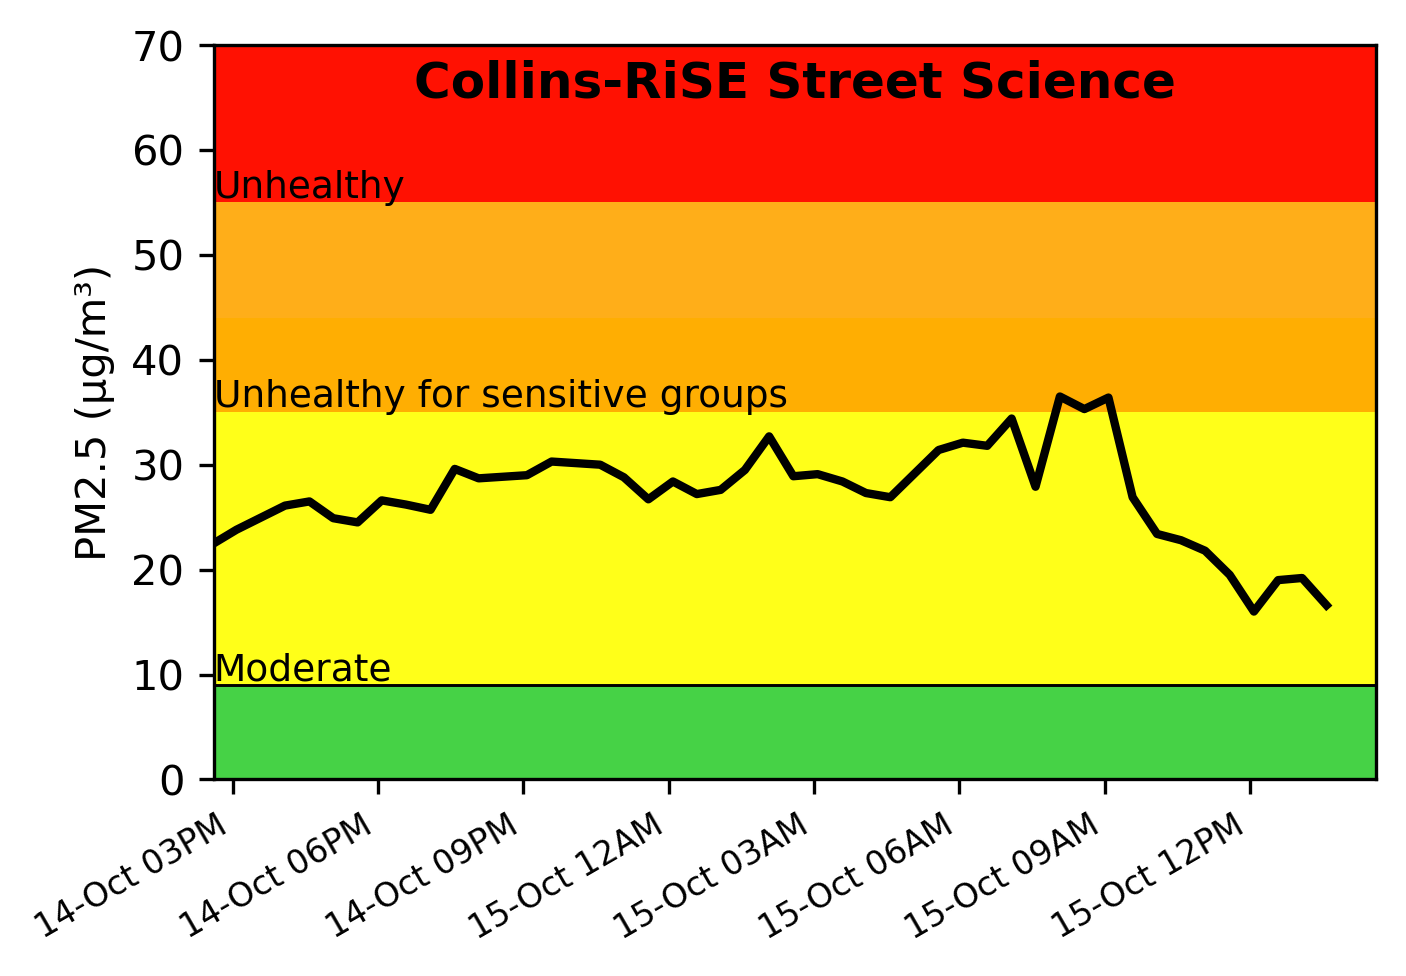 Collins-RiSE Street Science
70
60
Unhealthy
50
40
Unhealthy for sensitive groups
30
20
Moderate
10
0
PM2.5 (μg/m³)
14-Oct 03PM
14-Oct 06PM
14-Oct 09PM
15-Oct 12AM
15-Oct 03AM
15-Oct 06AM
15-Oct 09AM
15-Oct 12PM